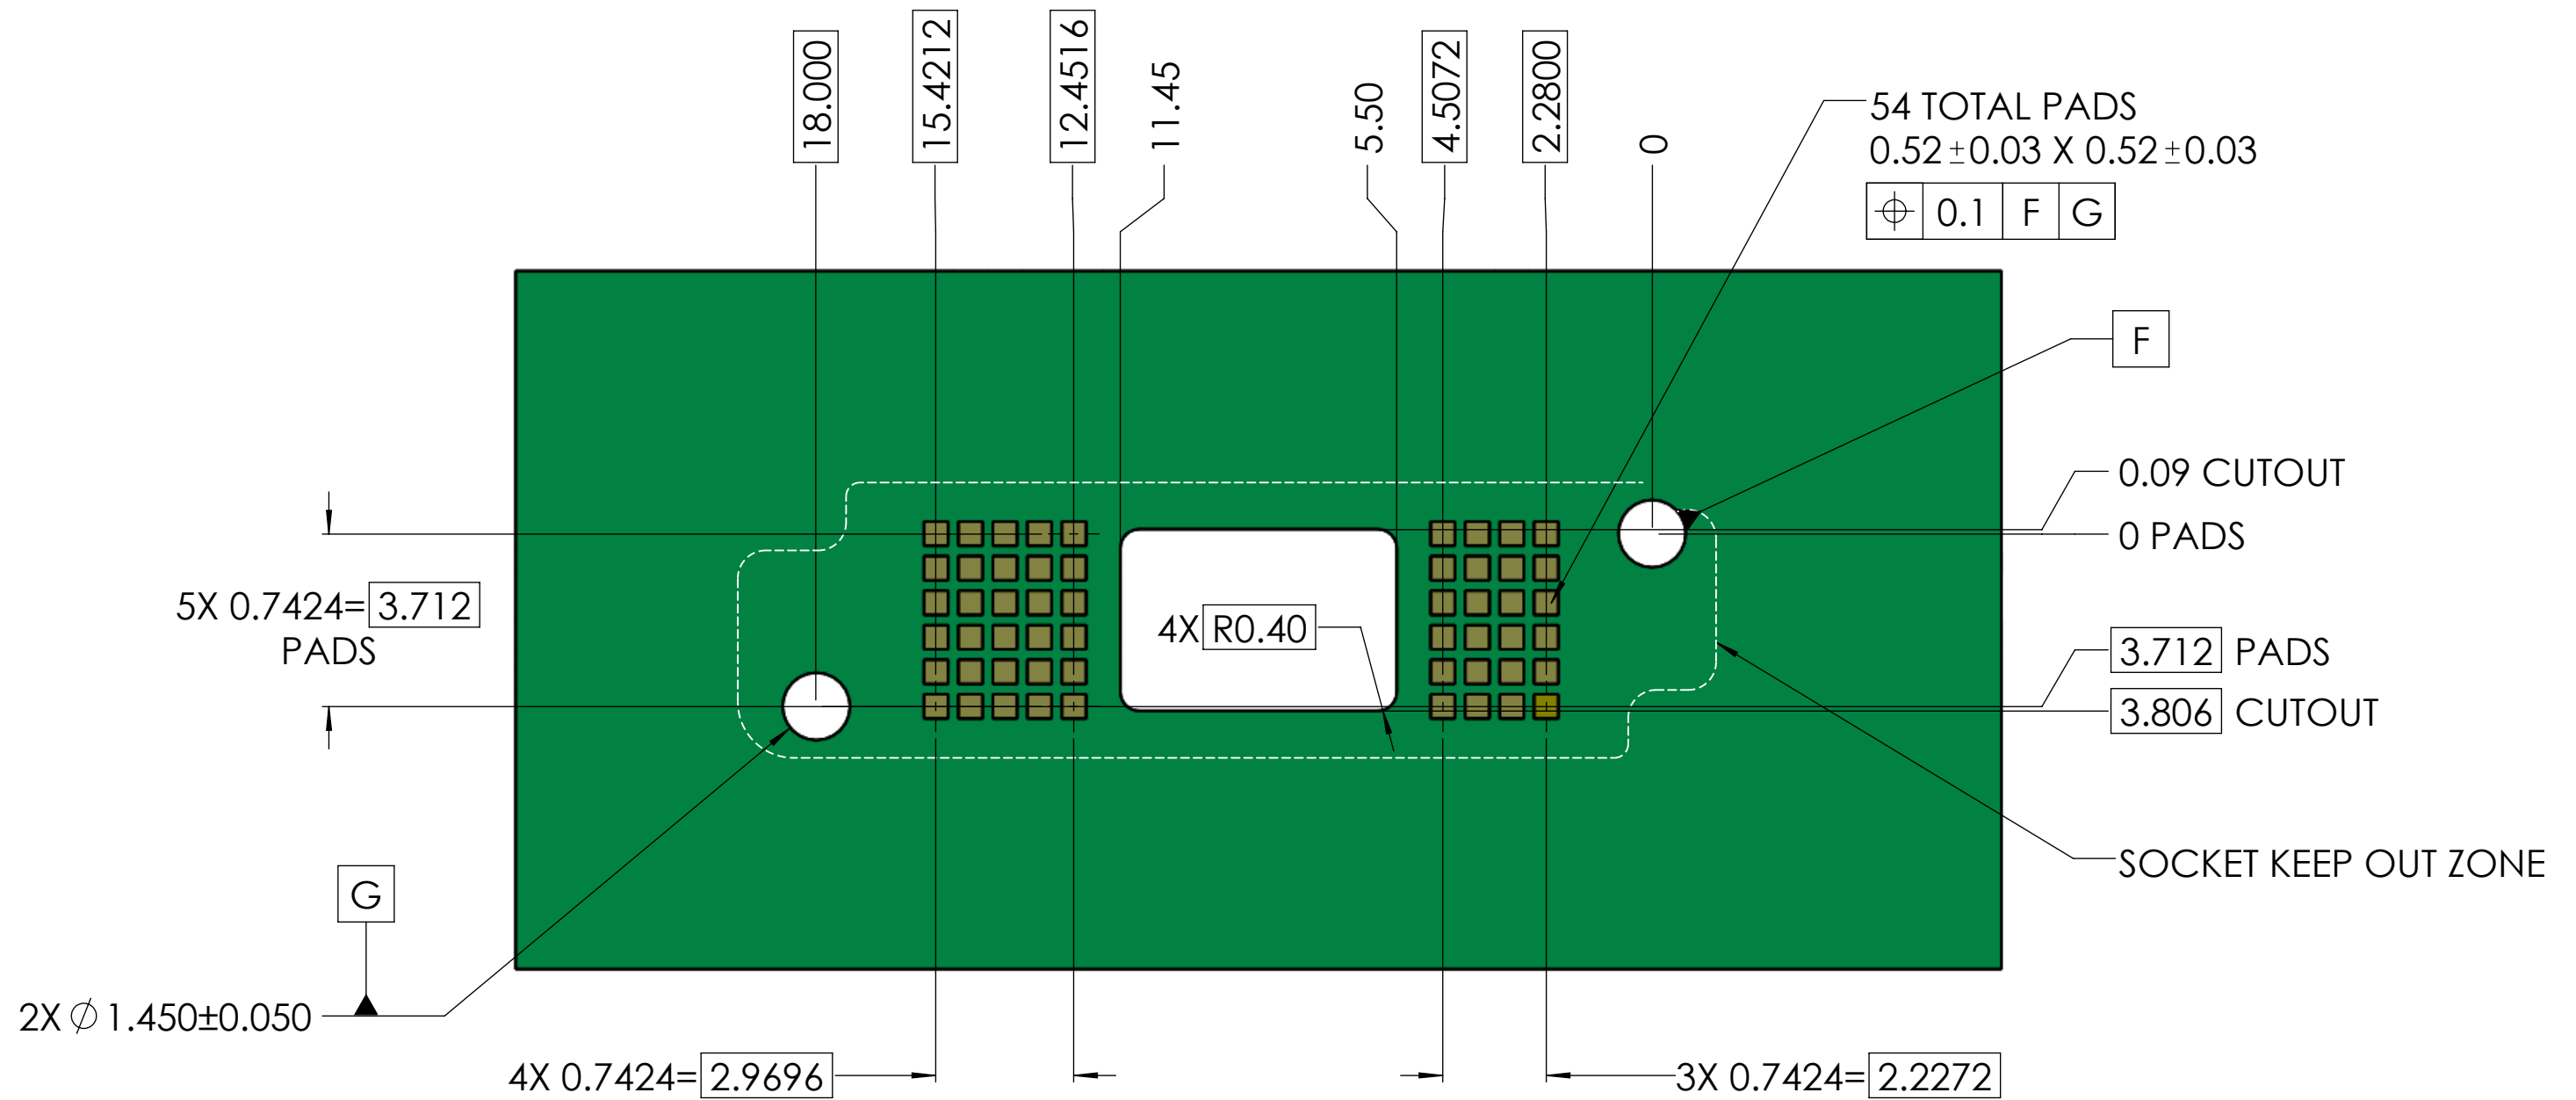 18.000
15.4212
12.4516
11.45
5.50
4.5072
2.2800
0
54 TOTAL PADS
0.52±0.03 X 0.52±0.03
⌖ 0.1 F G
F
0.09 CUTOUT
0 PADS
5X 0.7424= 3.712
PADS
4X R0.40
3.712 PADS
3.806 CUTOUT
SOCKET KEEP OUT ZONE
G
2X ∅ 1.450±0.050
4X 0.7424= 2.9696
3X 0.7424= 2.2272